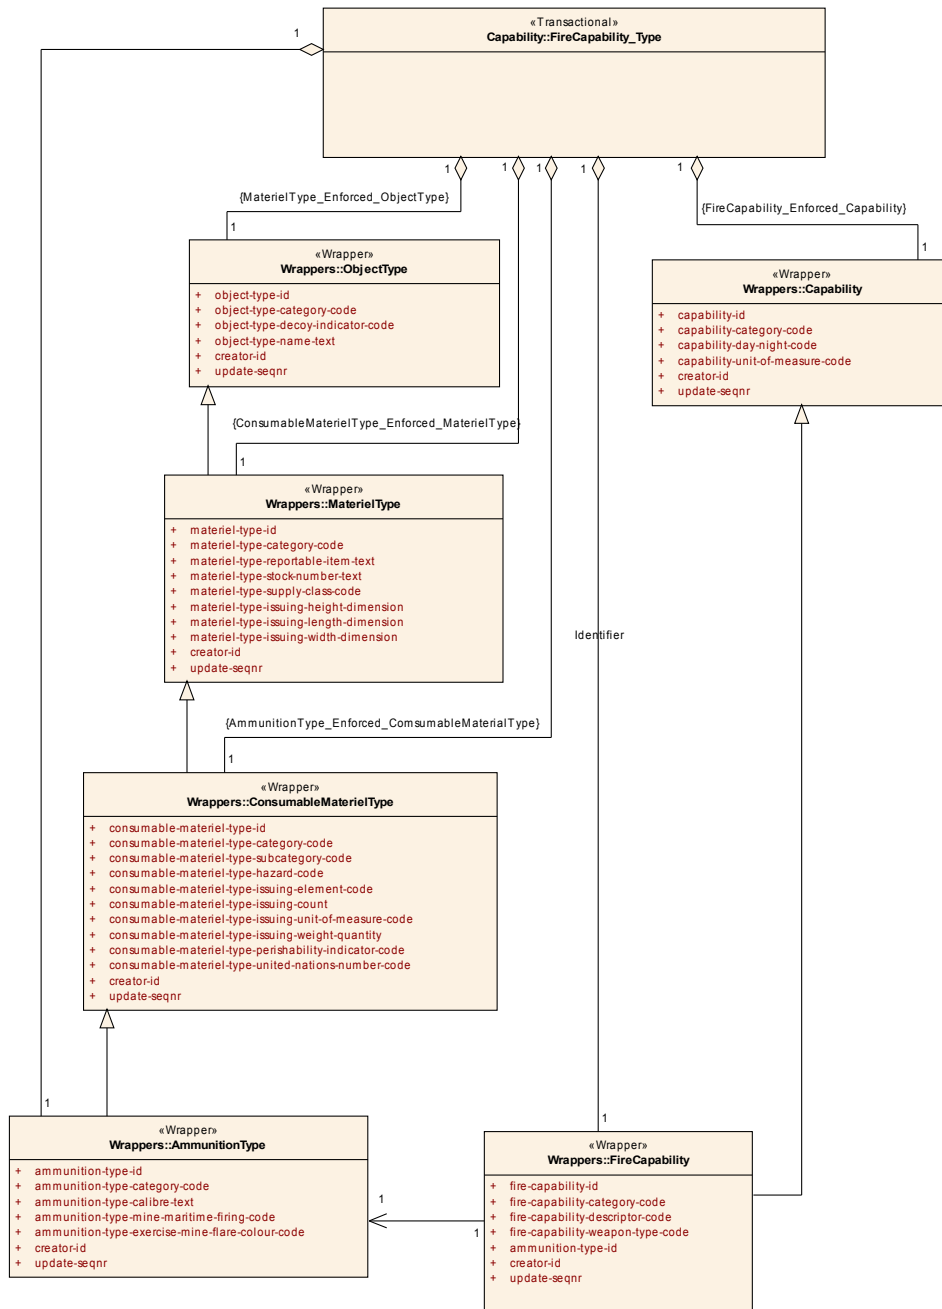 «Transactional»
Capability::FireCapability_Type
1
1
1
1
1
1
{MaterielType_Enforced_ObjectType}
{FireCapability_Enforced_Capability}
1
1
«Wrapper»
Wrappers::ObjectType
+ object-type-id
+ object-type-category-code
+ object-type-decoy-indicator-code
+ object-type-name-text
+ creator-id
+ update-seqnr
«Wrapper»
Wrappers::Capability
+ capability-id
+ capability-category-code
+ capability-day-night-code
+ capability-unit-of-measure-code
+ creator-id
+ update-seqnr
{ConsumableMaterielType_Enforced_MaterielType}
1
«Wrapper»
Wrappers::MaterielType
+ materiel-type-id
+ materiel-type-category-code
+ materiel-type-reportable-item-text
+ materiel-type-stock-number-text
+ materiel-type-supply-class-code
+ materiel-type-issuing-height-dimension
+ materiel-type-issuing-length-dimension
+ materiel-type-issuing-width-dimension
+ creator-id
+ update-seqnr
Identifier
{AmmunitionType_Enforced_ComsumableMaterialType}
1
«Wrapper»
Wrappers::ConsumableMaterielType
+ consumable-materiel-type-id
+ consumable-materiel-type-category-code
+ consumable-materiel-type-subcategory-code
+ consumable-materiel-type-hazard-code
+ consumable-materiel-type-issuing-element-code
+ consumable-materiel-type-issuing-count
+ consumable-materiel-type-issuing-unit-of-measure-code
+ consumable-materiel-type-issuing-weight-quantity
+ consumable-materiel-type-perishability-indicator-code
+ consumable-materiel-type-united-nations-number-code
+ creator-id
+ update-seqnr
1
1
«Wrapper»
Wrappers::AmmunitionType
+ ammunition-type-id
+ ammunition-type-category-code
+ ammunition-type-calibre-text
+ ammunition-type-mine-maritime-firing-code
+ ammunition-type-exercise-mine-flare-colour-code
+ creator-id
+ update-seqnr
1
1
«Wrapper»
Wrappers::FireCapability
+ fire-capability-id
+ fire-capability-category-code
+ fire-capability-descriptor-code
+ fire-capability-weapon-type-code
+ ammunition-type-id
+ creator-id
+ update-seqnr